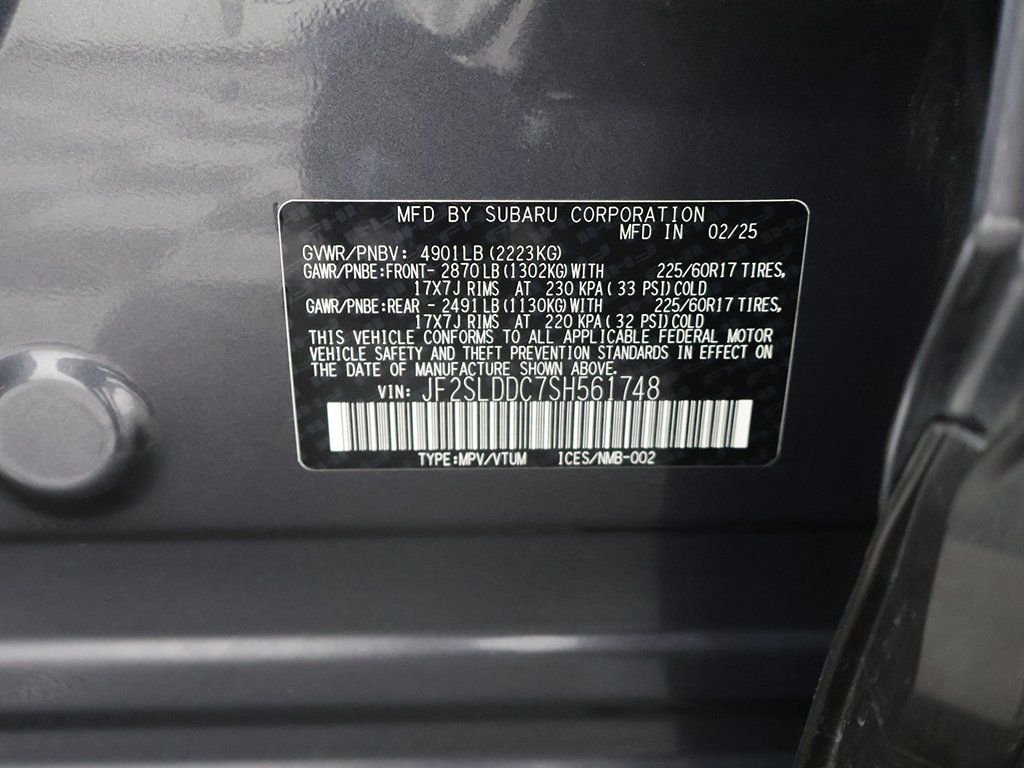 MFD BY SUBARU CORPORATION
MFD IN 02/25
GVWR/PNBV: 4901LB(2223KG)
GAWR/PNBE:FRONT- 2870LB(1302KG)WITH 225/60R17 TIRES,
17X7J RIMS AT 230 KPA( 33 PSI)COLD
GAWR/PNBE:REAR - 2491LB(1130KG)WITH 225/60R17 TIRES,
17X7J RIMS AT 220 KPA( 32 PSI)COLD
THIS VEHICLE CONFORMS TO ALL APPLICABLE FEDERAL MOTOR
VEHICLE SAFETY AND THEFT PREVENTION STANDARDS IN EFFECT ON
THE DATE OF MANUFACTURE SHOWN ABOVE.
VIN: JF2SLDDC7SH561748
TYPE:MPV/VTUM ICES/NMB-002